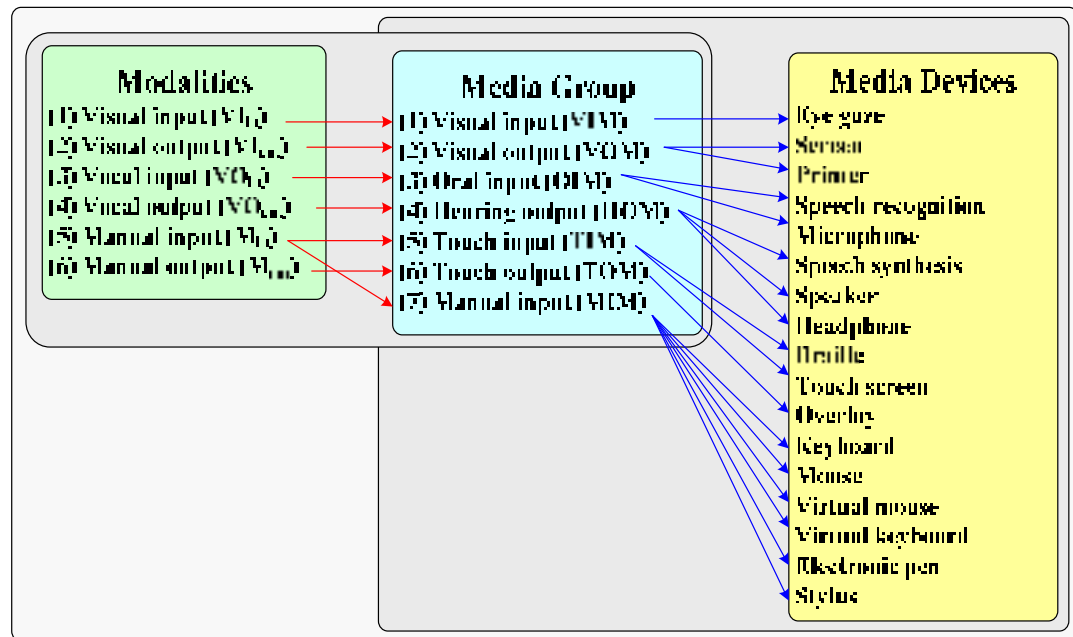 Modalities
(1) Visual input (VIin)
(2) Visual output (VIout)
(3) Vocal input (VOin)
(4) Vocal output (VOout)
(5) Manual input (Min)
(6) Manual output (Mout)
Media Group
(1) Visual input (VIM)
(2) Visual output (VOM)
(3) Oral input (OIM)
(4) Hearing output (HOM)
(5) Touch input (TIM)
(6) Touch output (TOM)
(7) Manual input (MIM)
Media Devices
Eye gaze
Screen
Printer
Speech recognition
Microphone
Speech synthesis
Speaker
Headphone
Braille
Touch screen
Overlay
Keyboard
Mouse
Virtual mouse
Virtual keyboard
Electronic pen
Stylus